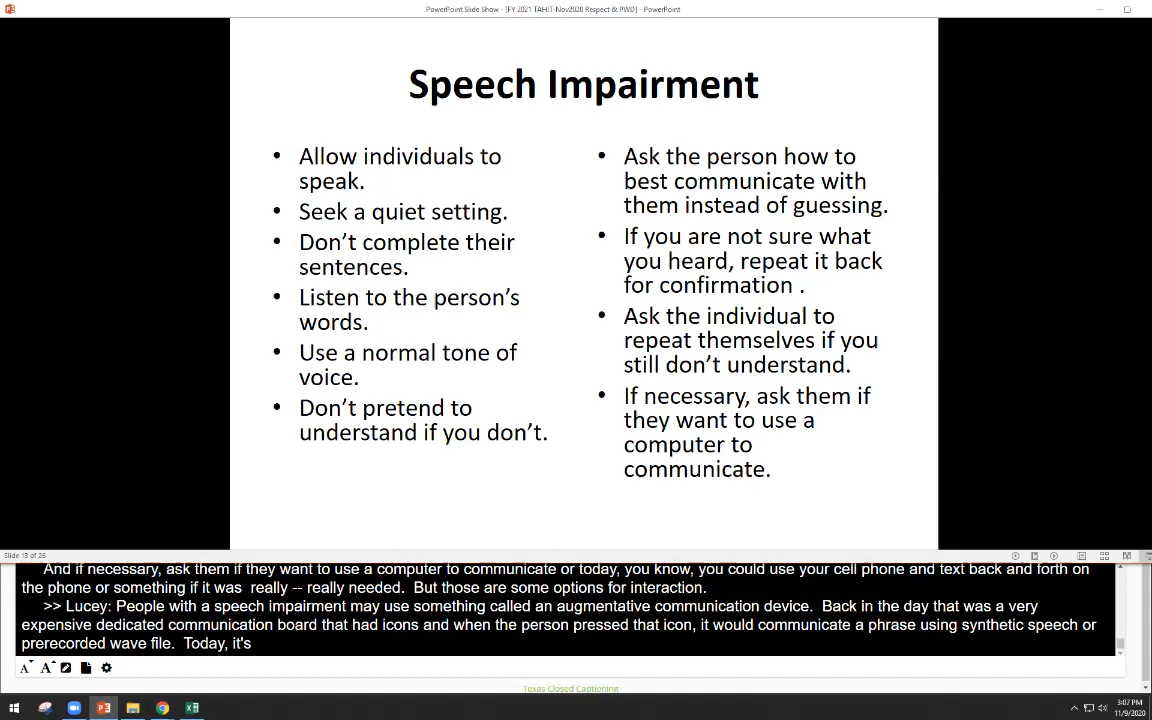 PowerPoint Slide Show - [FY 2021 TAHIT-Nov2020 Respect & PWD] - PowerPoint
Speech Impairment
• Allow individuals to
speak.
• Seek a quiet setting.
• Don’t complete their
sentences.
• Listen to the person’s
words.
• Use a normal tone of
voice.
• Don’t pretend to
understand if you don’t.
• Ask the person how to
best communicate with
them instead of guessing.
• If you are not sure what
you heard, repeat it back
for confirmation .
• Ask the individual to
repeat themselves if you
still don’t understand.
• If necessary, ask them if
they want to use a
computer to
communicate.
Slide 13 of 26
And if necessary, ask them if they want to use a computer to communicate or today, you know, you could use your cell phone and text back and forth on
the phone or something if it was  really -- really needed.  But those are some options for interaction.
>> Lucey: People with a speech impairment may use something called an augmentative communication device.  Back in the day that was a very
expensive dedicated communication board that had icons and when the person pressed that icon, it would communicate a phrase using synthetic speech or
prerecorded wave file.  Today, it's
A A
Texas Closed Captioning
3:07 PM
11/9/2020